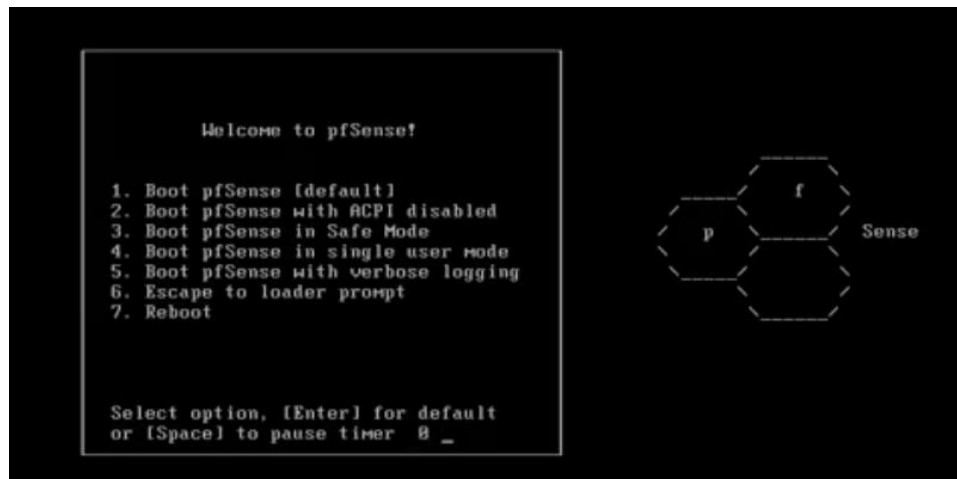 Welcome to pfSense!
1. Boot pfSense [default]
2. Boot pfSense with ACPI disabled
3. Boot pfSense in Safe Mode
4. Boot pfSense in single user mode
5. Boot pfSense with verbose logging
6. Escape to loader prompt
7. Reboot
Select option, [Enter] for default
or [Space] to pause timer 0 _
f
p
Sense